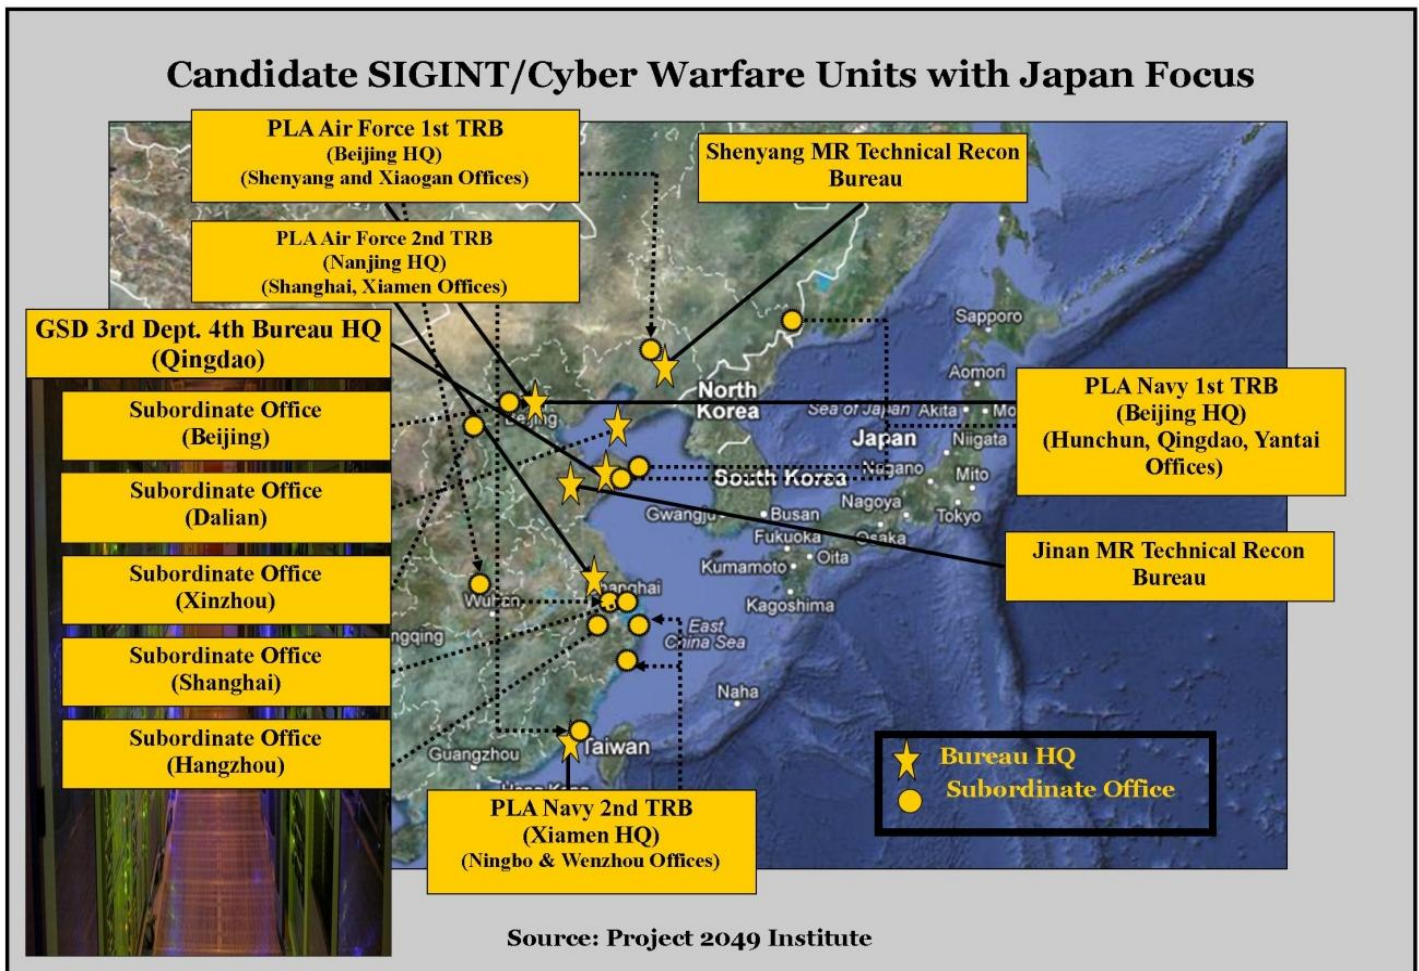 Candidate SIGINT/Cyber Warfare Units with Japan Focus
PLA Air Force 1st TRB
(Beijing HQ)
(Shenyang and Xiaogan Offices)
Shenyang MR Technical Recon
Bureau
PLA Air Force 2nd TRB
(Nanjing HQ)
(Shanghai, Xiamen Offices)
GSD 3rd Dept. 4th Bureau HQ
(Qingdao)
Subordinate Office
(Beijing)
Subordinate Office
(Dalian)
Subordinate Office
(Xinzhou)
Subordinate Office
(Shanghai)
Subordinate Office
(Hangzhou)
PLA Navy 1st TRB
(Beijing HQ)
(Hunchun, Qingdao, Yantai
Offices)
Jinan MR Technical Recon
Bureau
PLA Navy 2nd TRB
(Xiamen HQ)
(Ningbo & Wenzhou Offices)
Sapporo
Aomori
North
Korea
Sea of Japan
Akita
Mo
Japan
Niigata
Nagano
Mito
South Korea
Nagoya
Tokyo
Gwangju
Busan
Fukuoka
Osaka
Kumamoto
Oita
Kagoshima
Beijing
Shanghai
Wuhan
ngqing
East
China Sea
Naha
Guangzhou
Taiwan
Bureau HQ
Subordinate Office
Source: Project 2049 Institute